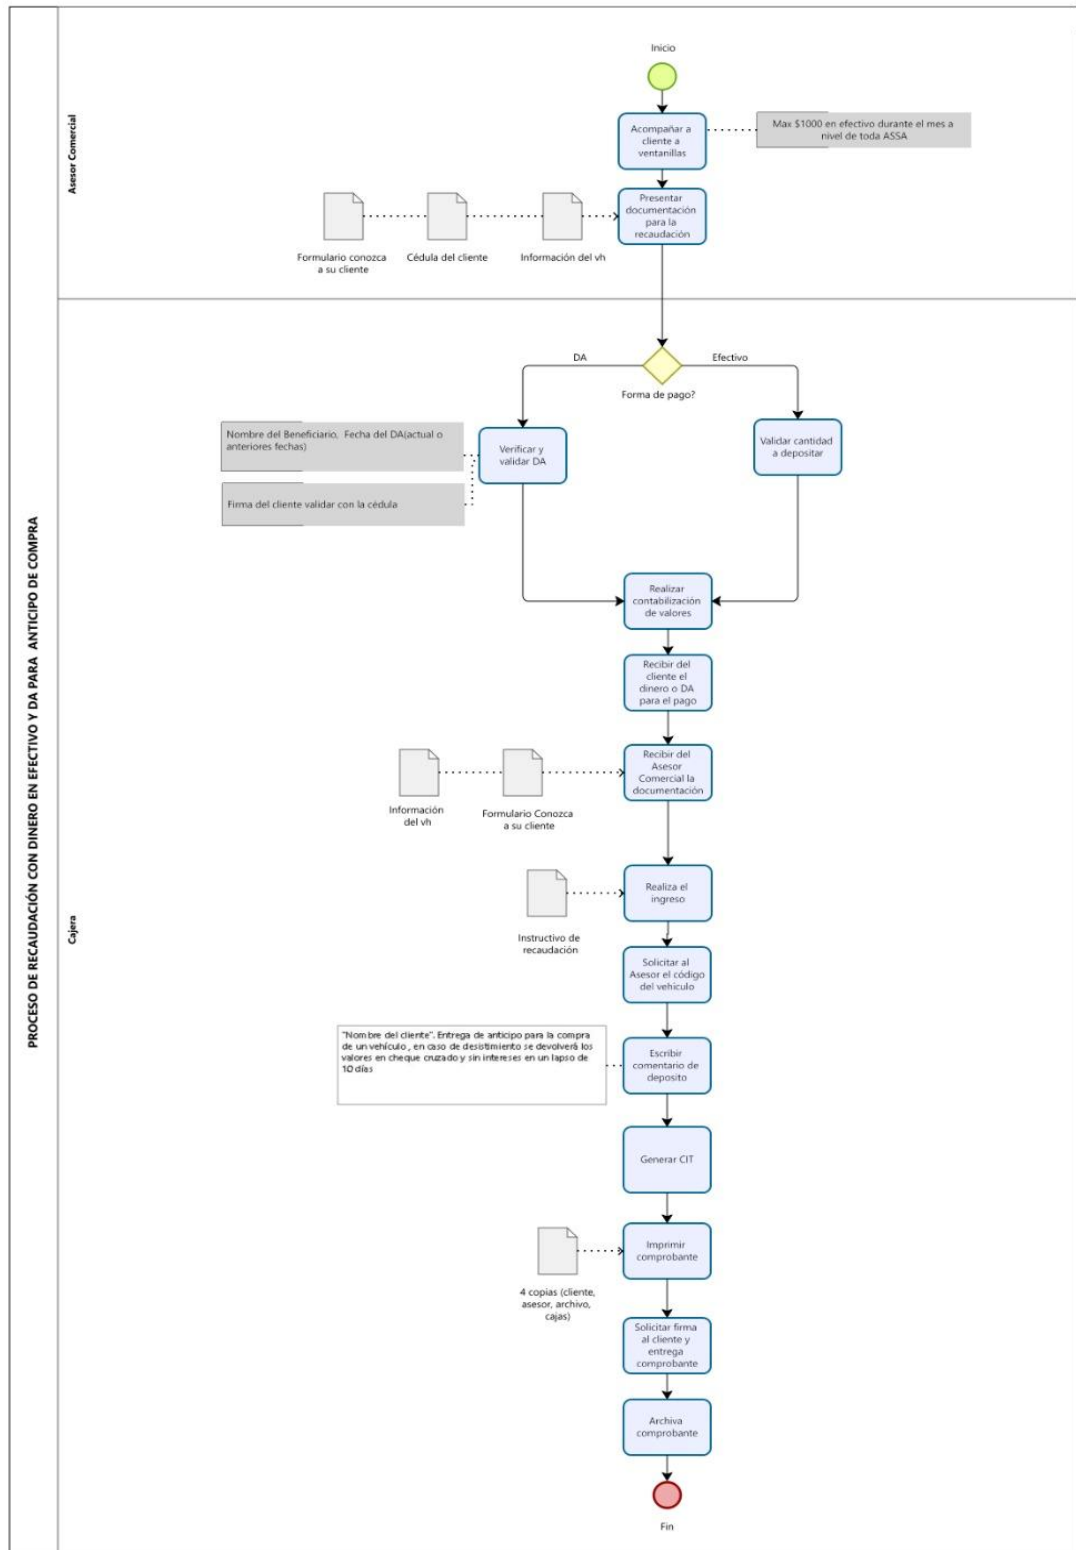 PROCESO DE RECAUDACIÓN CON DINERO EN EFECTIVO Y DA PARA ANTICIPO DE COMPRA
Asesor Comercial
Inicio
Acompañar a
cliente a
ventanillas
Max $1000 en efectivo durante el mes a
nivel de toda ASSA
Presentar
documentación
para la
recaudación
Formulario conozca
a su cliente
Cédula del cliente
Información del vh
Cajera
DA
Efectivo
Forma de pago?
Nombre del Beneficiario, Fecha del DA(actual o
anteriores fechas)
Firma del cliente validar con la cédula
Verificar y
validar DA
Validar cantidad
a depositar
Realizar
contabilización
de valores
Recibir del
cliente el
dinero o DA
para el pago
Recibir del
Asesor
Comercial la
documentación
Información
del vh
Formulario Conozca
a su cliente
Realiza el
ingreso
Instructivo de
recaudación
Solicitar al
Asesor el código
del vehículo
"Nombre del cliente". Entrega de anticipo para la compra
de un vehículo , en caso de desistimiento se devolverá los
valores en cheque cruzado y sin intereses en un lapso de
10 días
Escribir
comentario de
deposito
Generar CIT
Imprimir
comprobante
4 copias (cliente,
asesor, archivo,
cajas)
Solicitar firma
al cliente y
entrega
comprobante
Archiva
comprobante
Fin